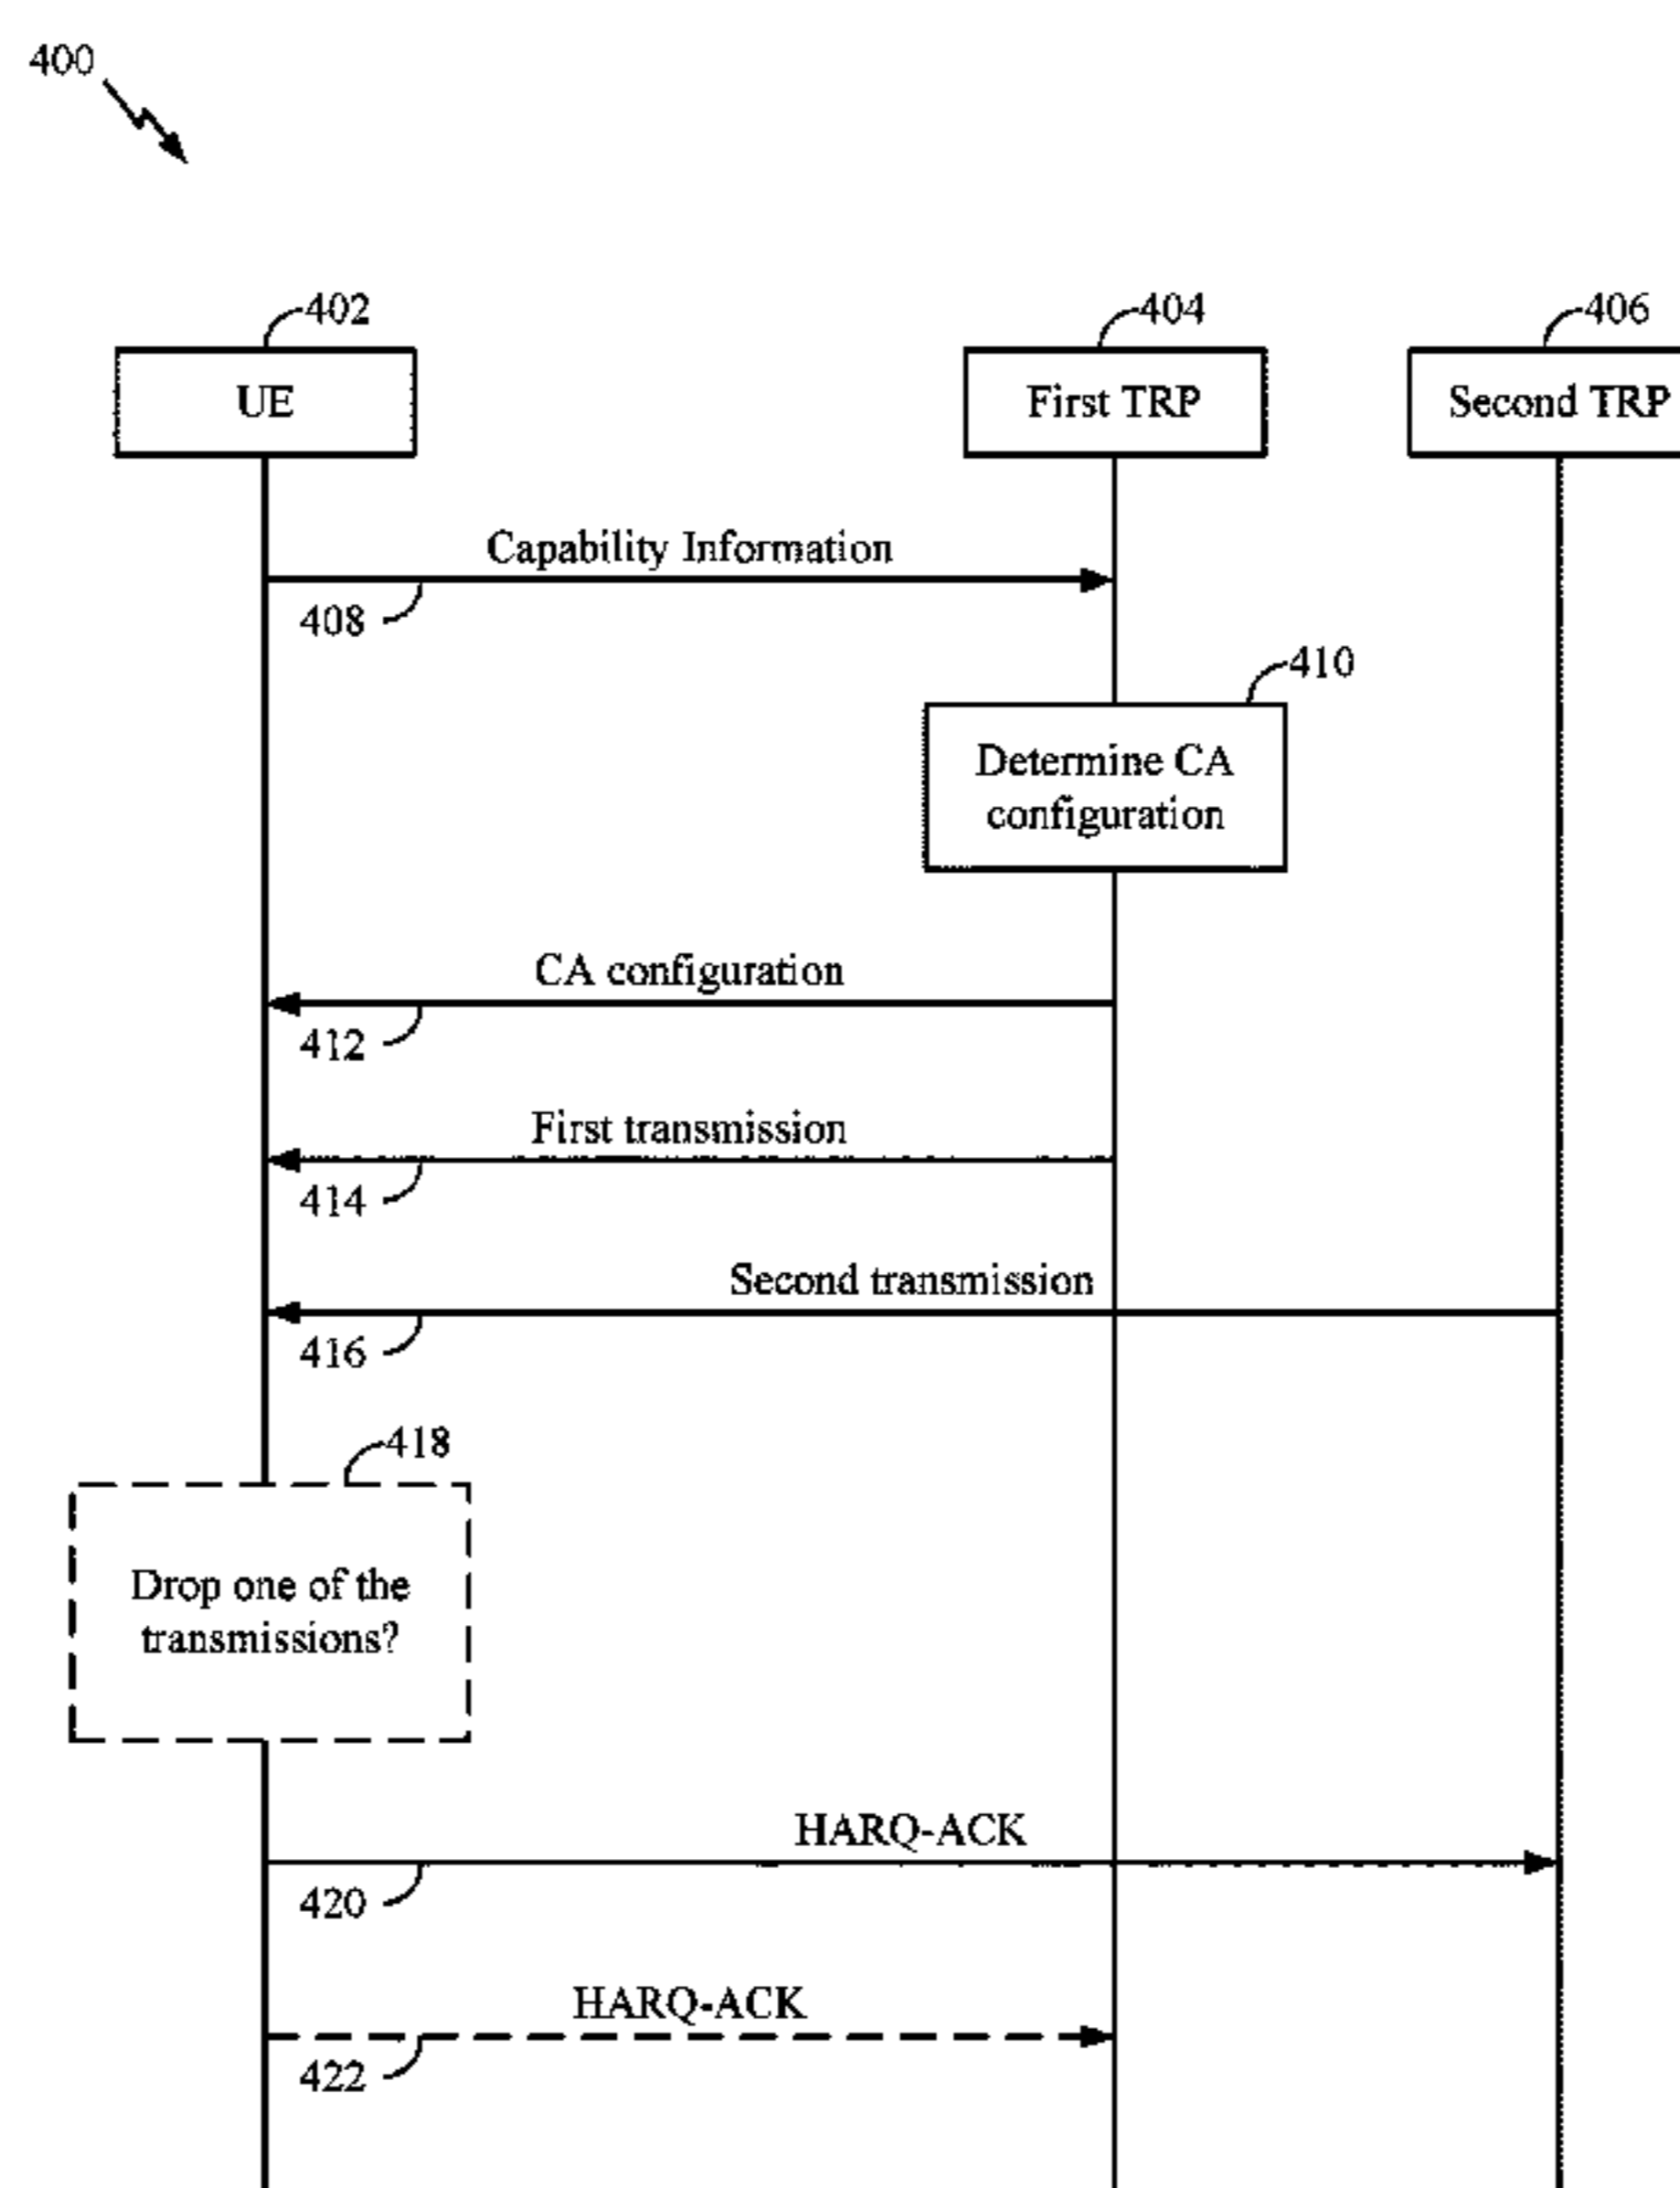 400
402
404
406
UE
First TRP
Second TRP
Capability Information
408
410
Determine CA
configuration
CA configuration
412
First transmission
414
Second transmission
416
418
Drop one of the
transmissions?
HARQ-ACK
420
HARQ-ACK
422